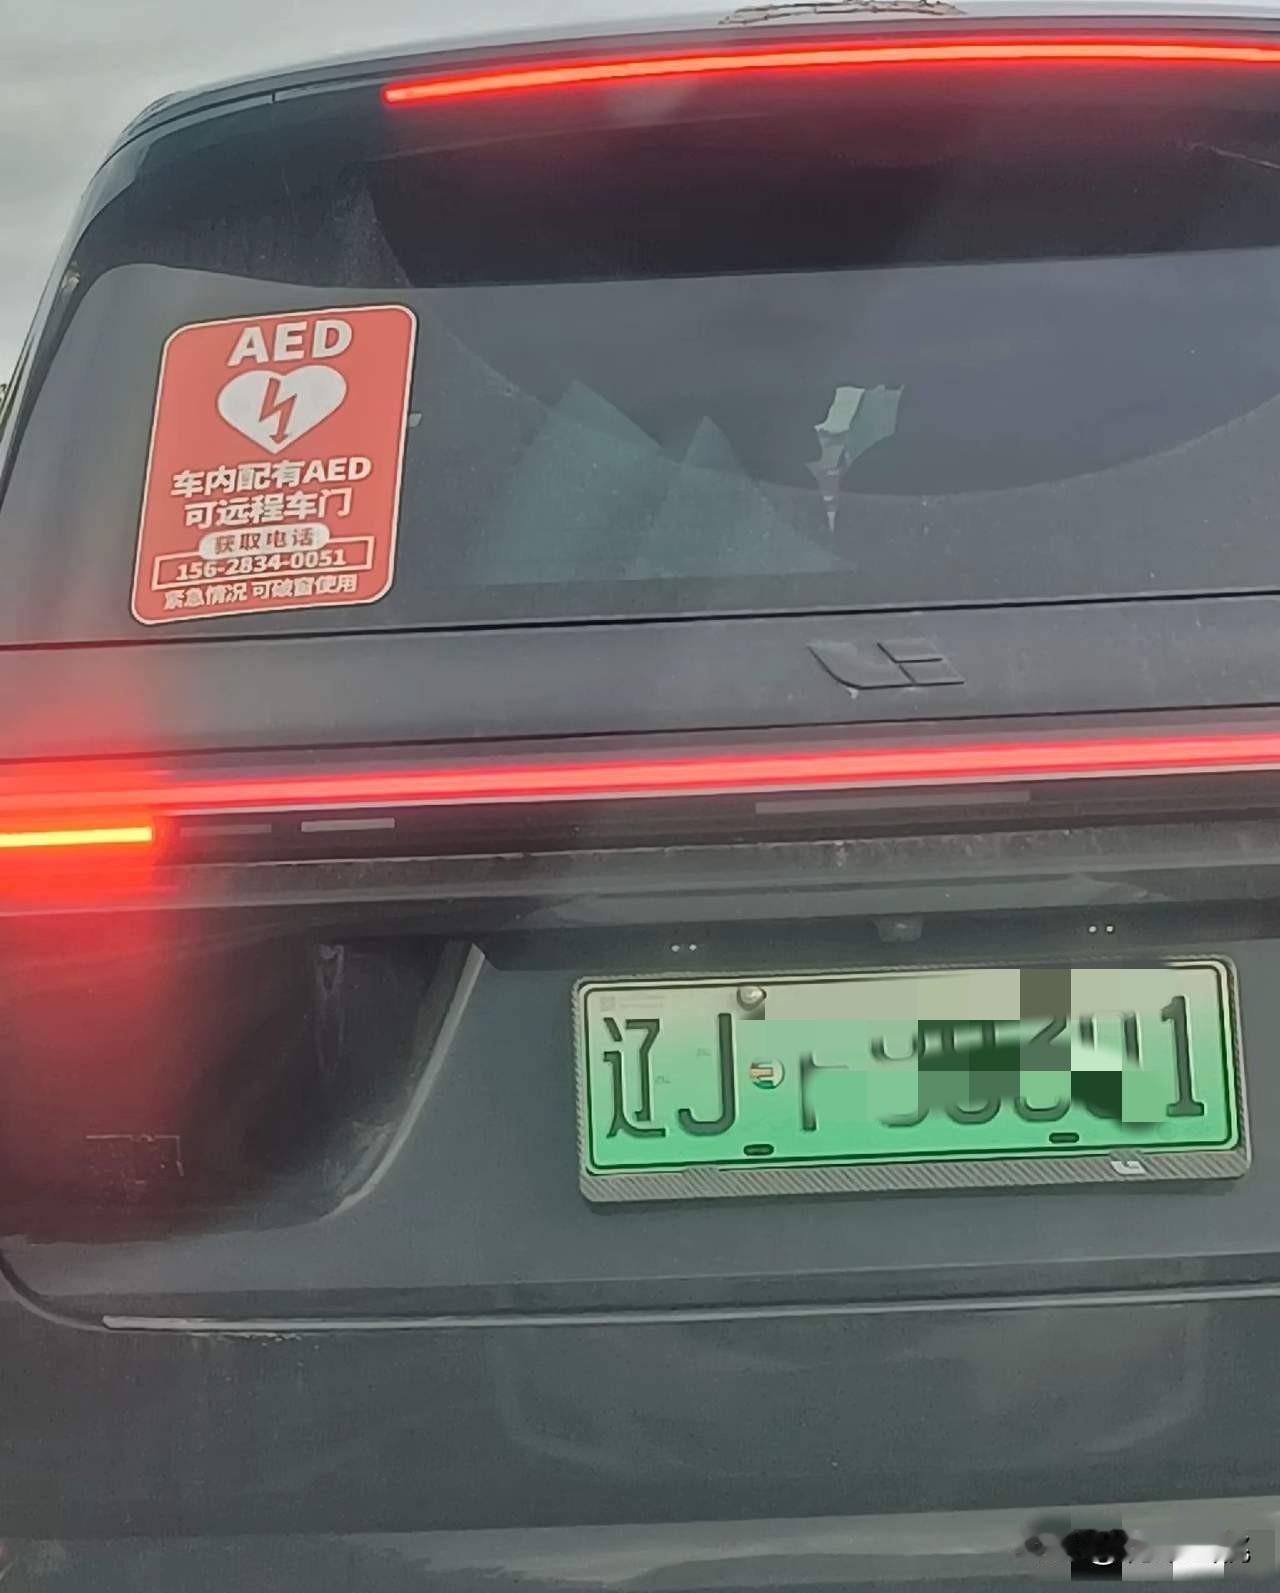 AED
车内配有AED
可远程车门
获取电话
156-2834-0051
紧急情况 可破窗使用
辽J
1